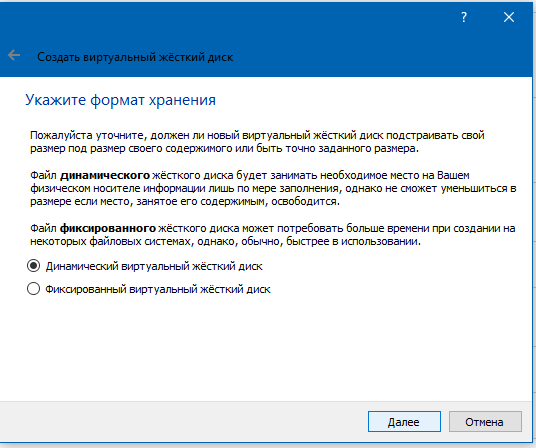 ?
Создать виртуальный жёсткий диск
Укажите формат хранения
Пожалуйста уточните, должен ли новый виртуальный жёсткий диск подстраивать свой
размер под размер своего содержимого или быть точно заданного размера.
Файл динамического жёсткого диска будет занимать необходимое место на Вашем
физическом носителе информации лишь по мере заполнения, однако не сможет уменьшиться в
размере если место, занятое его содержимым, освободится.
Файл фиксированного жёсткого диска может потребовать больше времени при создании на
некоторых файловых системах, однако, обычно, быстрее в использовании.
Динамический виртуальный жёсткий диск
Фиксированный виртуальный жёсткий диск
Далее
Отмена